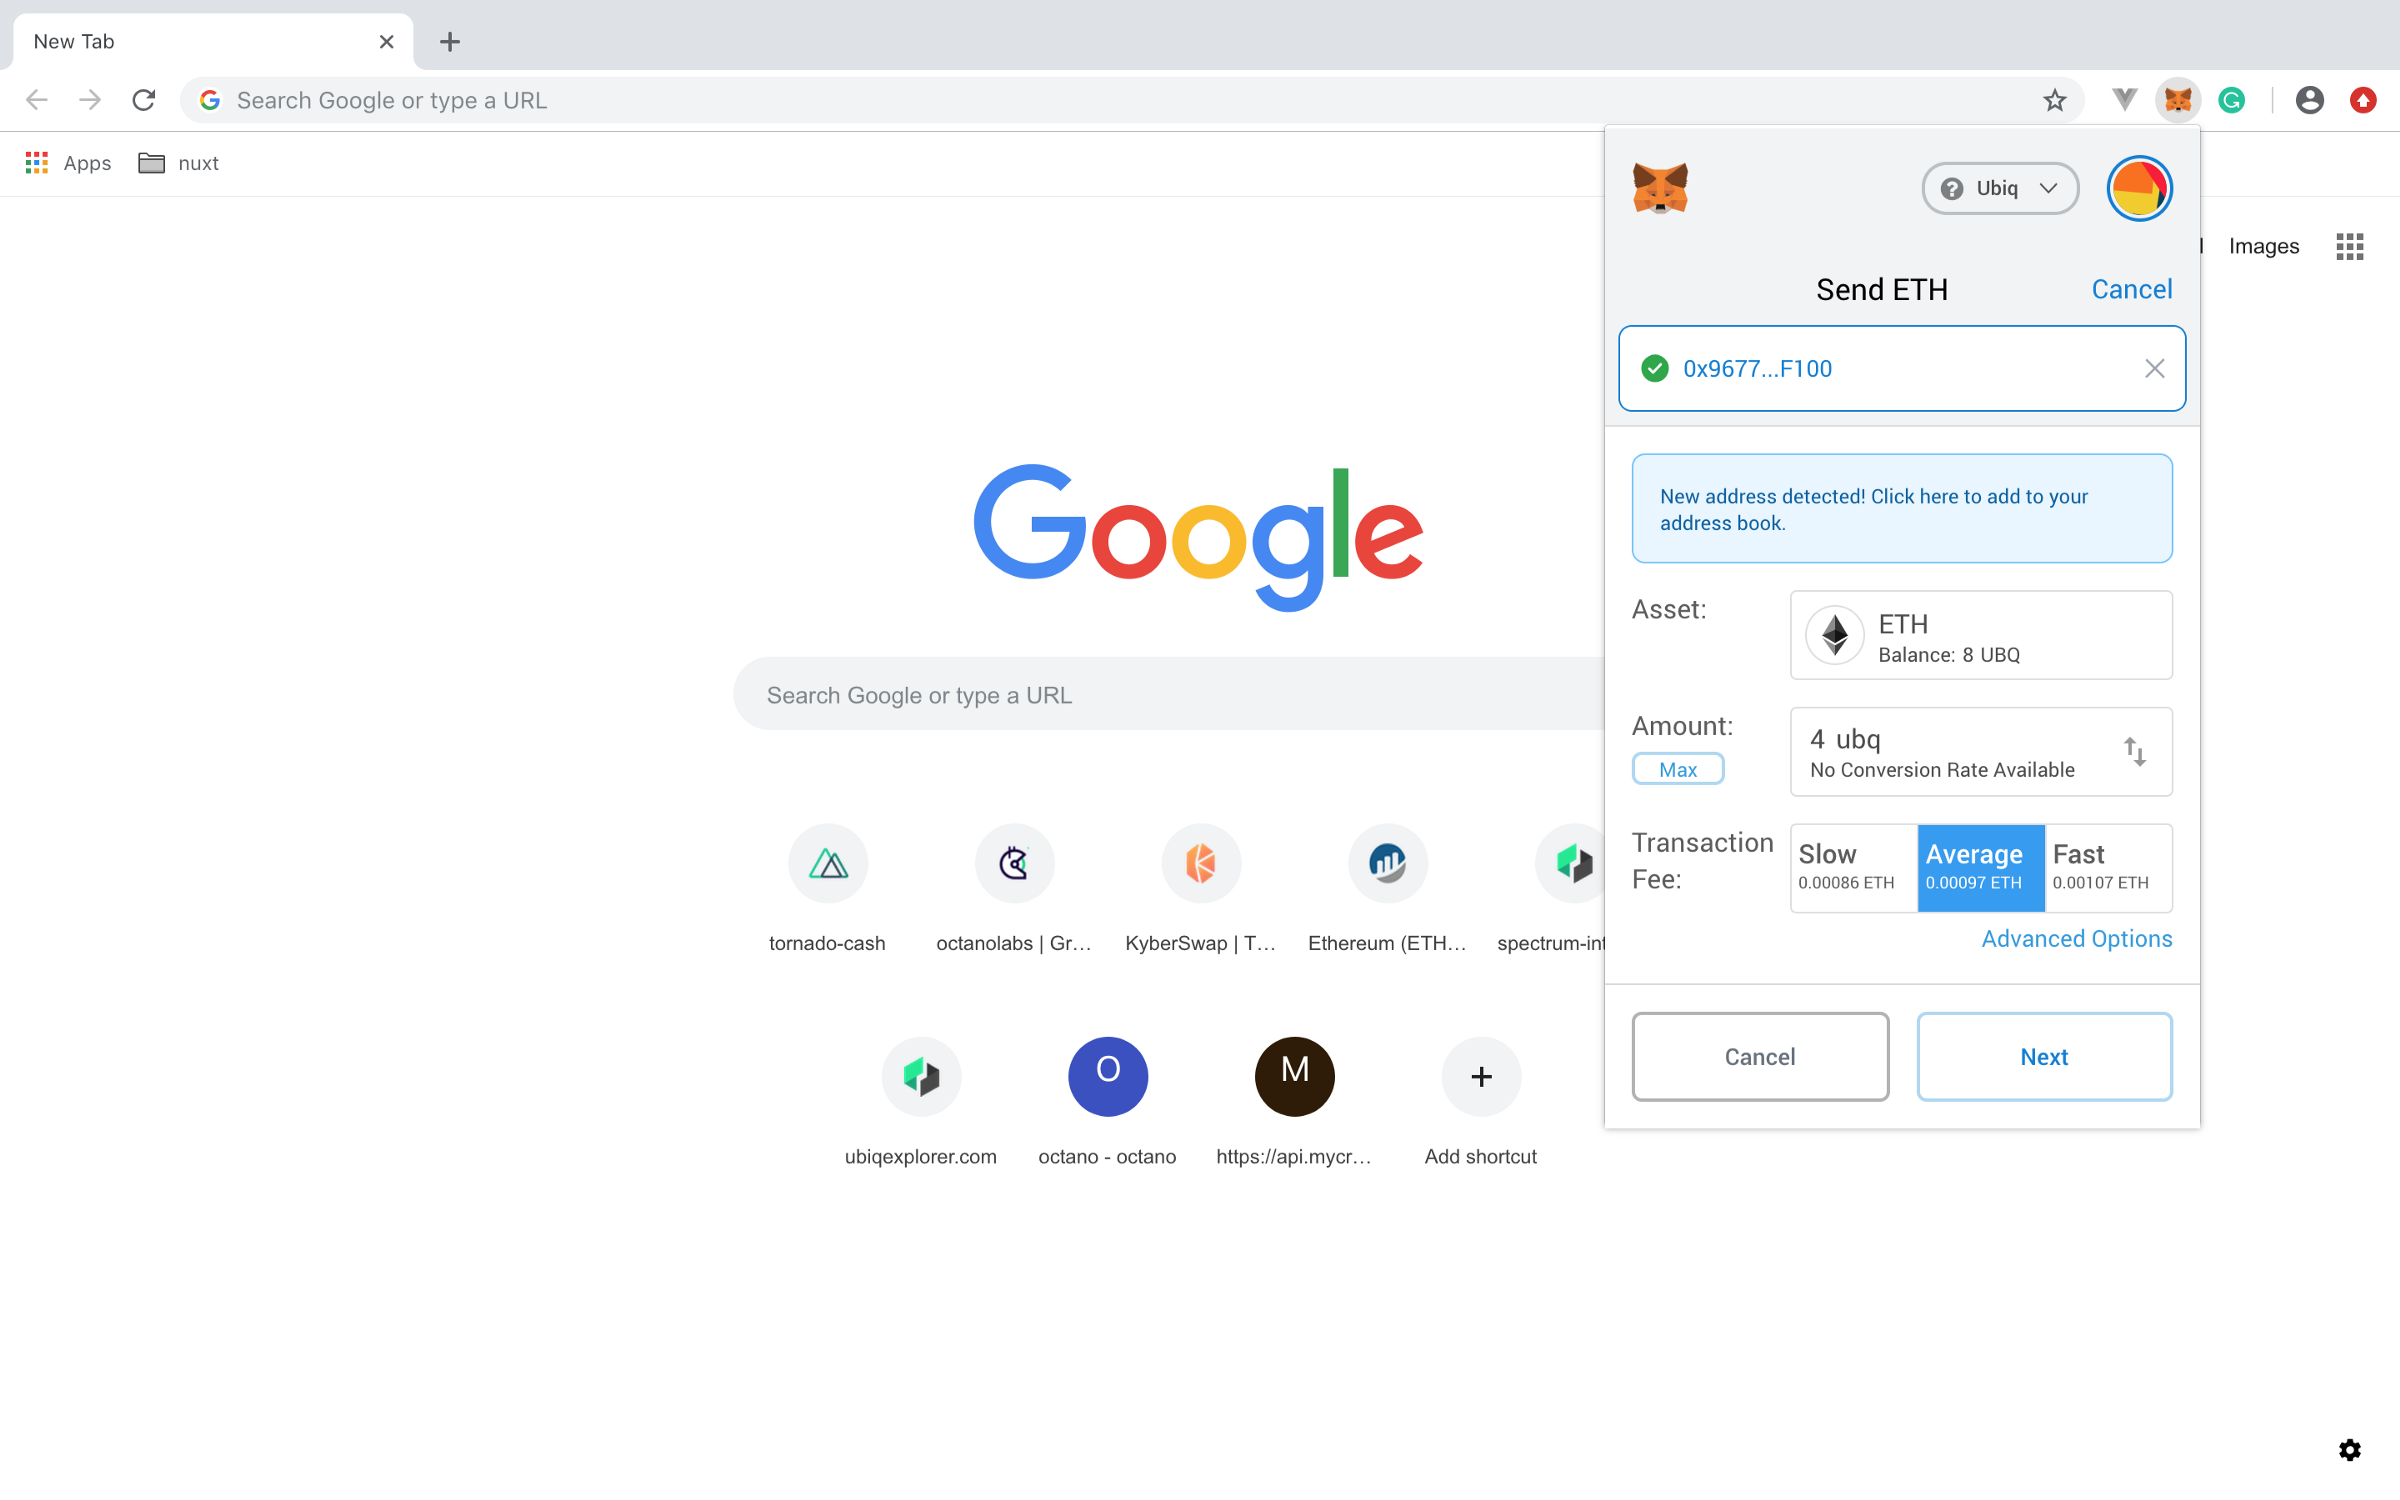 New Tab
Search Google or type a URL
Apps
nuxt
Images
Ubiq
Send ETH
Cancel
0x9677...F100
New address detected! Click here to add to your
address book.
Asset:
ETH
Balance: 8 UBQ
Amount:
Max
4 ubq
No Conversion Rate Available
Transaction
Fee:
Slow
0.00086 ETH
Average
0.00097 ETH
Fast
0.00107 ETH
Advanced Options
Cancel
Next
Google
Search Google or type a URL
tornado-cash
octanolabs | Gr...
KyberSwap | T...
Ethereum (ETH...
spectrum-int
O
M
ubiqexplorer.com
octano - octano
https://api.mycr...
Add shortcut